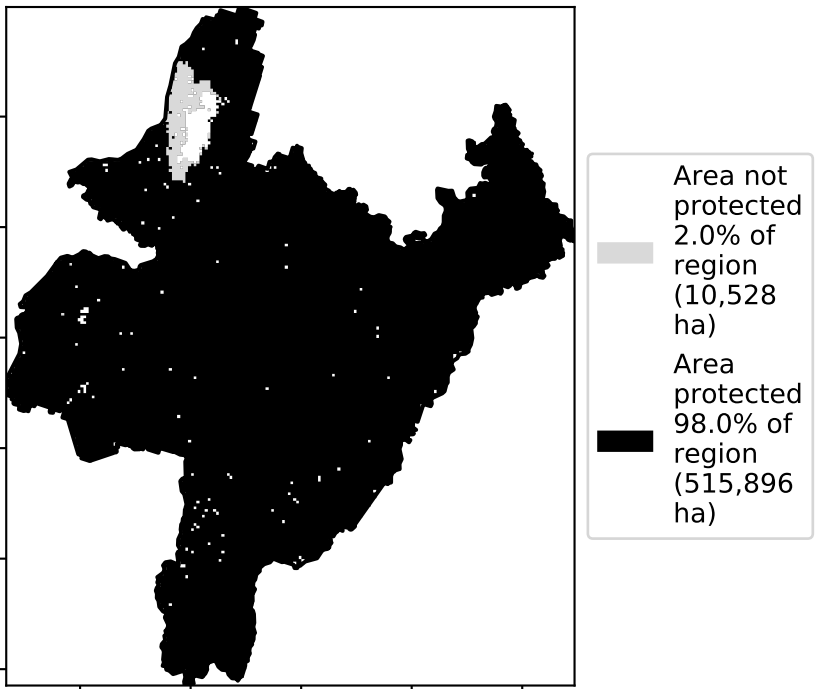 Area not
protected
2.0% of
region
(10,528
ha)
Area
protected
98.0% of
region
(515,896
ha)